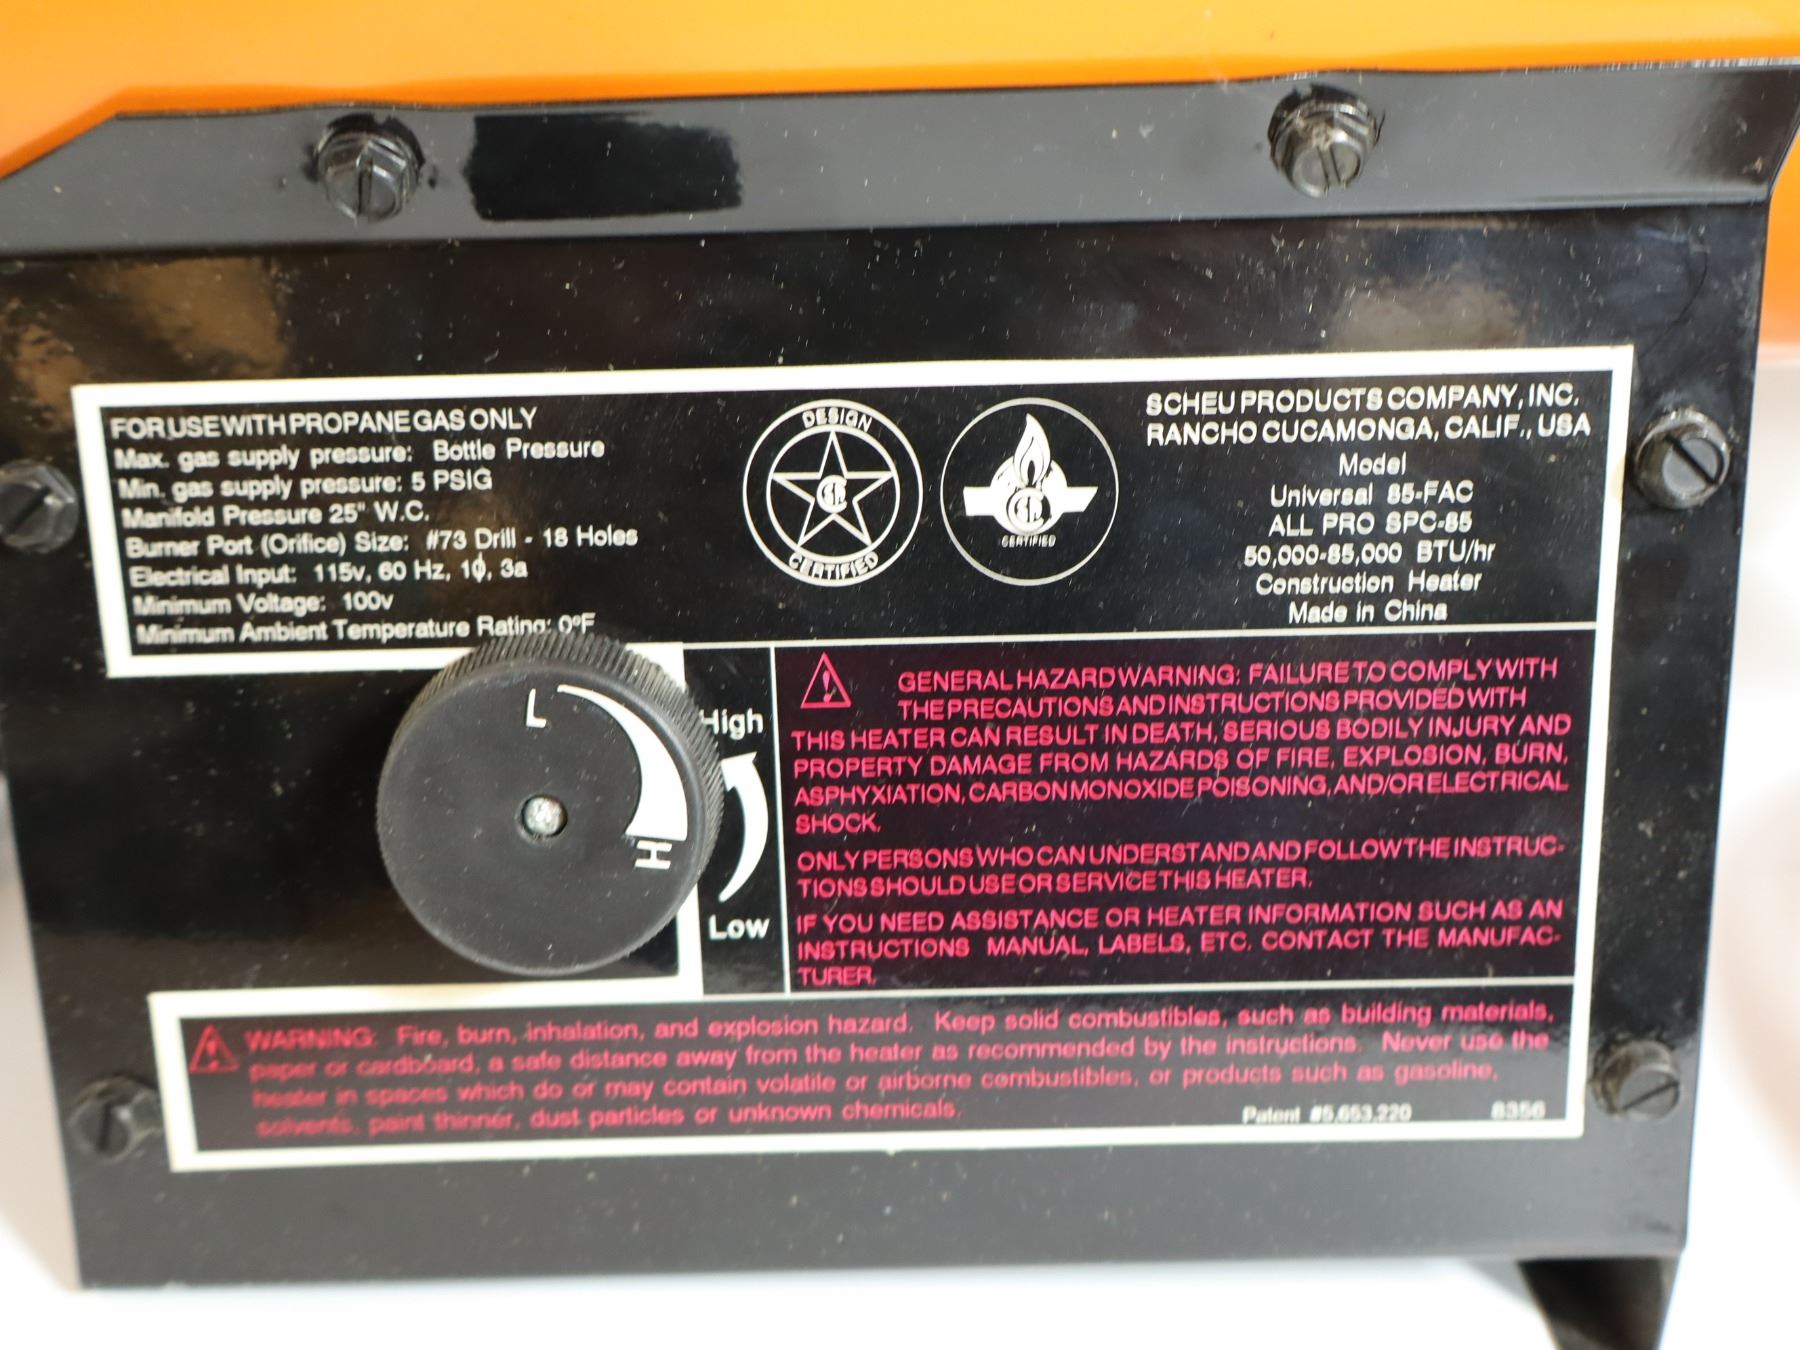 FOR USE WITH PROPANE GAS ONLY
Max. gas supply pressure: Bottle Pressure
Min. gas supply pressure: 5 PSIG
Manifold Pressure 25" W.C.
Burner Port (Orifice) Size: #73 Drill - 18 Holes
Electrical Input: 115v, 60 Hz, 1ϕ, 3a
Minimum Voltage: 100v
Minimum Ambient Temperature Rating: 0°F
DESIGN
CERTIFIED
CERTIFIED
SCHEU PRODUCTS COMPANY, INC.
RANCHO CUCAMONGA, CALIF., USA
Model
Universal 85-FAC
ALL PRO SPC-85
50,000-85,000 BTU/hr
Construction Heater
Made in China
L
H
High
Low
GENERAL HAZARD WARNING: FAILURE TO COMPLY WITH
THE PRECAUTIONS AND INSTRUCTIONS PROVIDED WITH
THIS HEATER CAN RESULT IN DEATH, SERIOUS BODILY INJURY AND
PROPERTY DAMAGE FROM HAZARDS OF FIRE, EXPLOSION, BURN,
ASPHYXIATION, CARBON MONOXIDE POISONING, AND/OR ELECTRICAL
SHOCK.
ONLY PERSONS WHO CAN UNDERSTAND AND FOLLOW THE INSTRUC-
TIONS SHOULD USE OR SERVICE THIS HEATER.
IF YOU NEED ASSISTANCE OR HEATER INFORMATION SUCH AS AN
INSTRUCTIONS MANUAL, LABELS, ETC. CONTACT THE MANUFAC-
TURER.
WARNING: Fire, burn, inhalation, and explosion hazard. Keep solid combustibles, such as building materials,
paper or cardboard, a safe distance away from the heater as recommended by the instructions. Never use the
heater in spaces which do or may contain volatile or airborne combustibles, or products such as gasoline,
solvents, paint thinner, dust particles or unknown chemicals.
Patent #5,653,220 8356